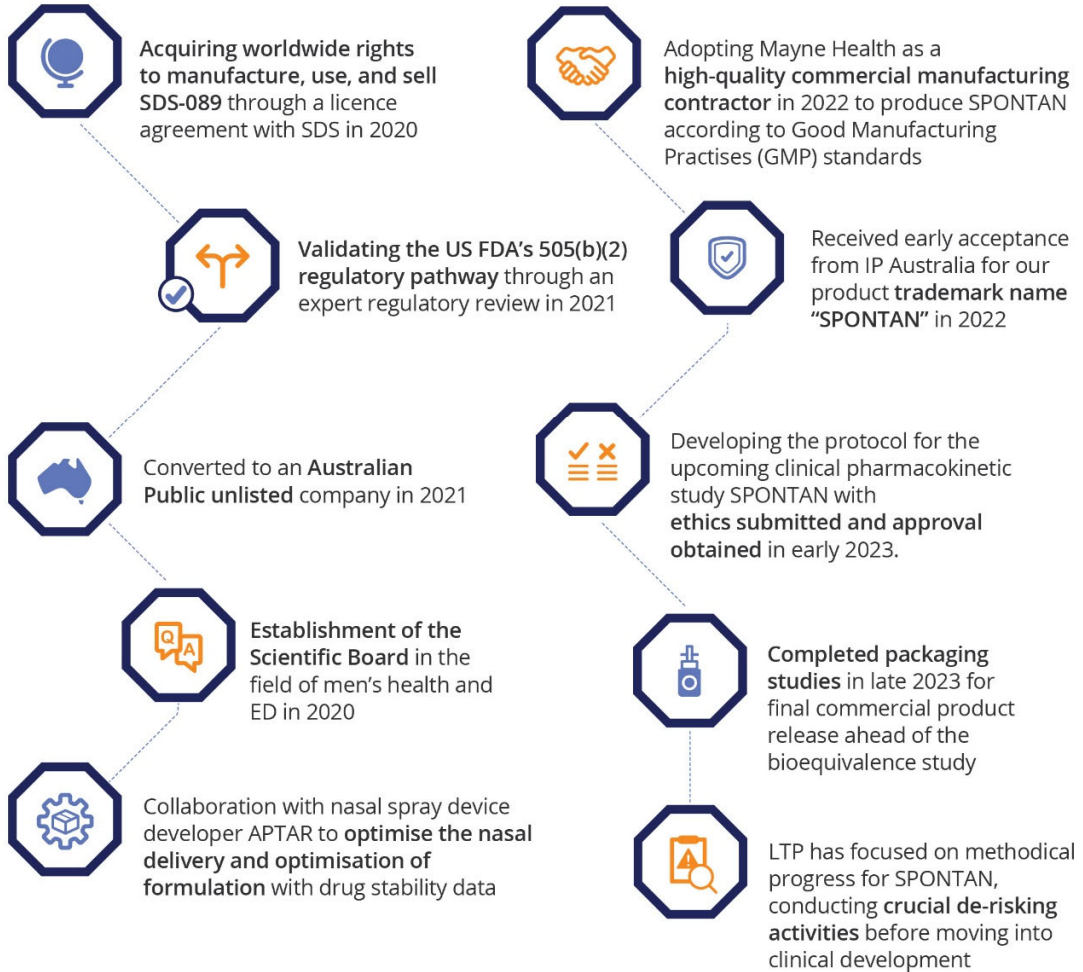 Acquiring worldwide rights
to manufacture, use, and sell
SDS-089 through a licence
agreement with SDS in 2020
Validating the US FDA's 505(b)(2)
regulatory pathway through an
expert regulatory review in 2021
Converted to an Australian
Public unlisted company in 2021
Q
A
Establishment of the
Scientific Board in the
field of men's health and
ED in 2020
Collaboration with nasal spray device
developer APTAR to optimise the nasal
delivery and optimisation of
formulation with drug stability data
Adopting Mayne Health as a
high-quality commercial manufacturing
contractor in 2022 to produce SPONTAN
according to Good Manufacturing
Practises (GMP) standards
Received early acceptance
from IP Australia for our
product trademark name
“SPONTAN” in 2022
Developing the protocol for the
upcoming clinical pharmacokinetic
study SPONTAN with
ethics submitted and approval
obtained in early 2023.
Completed packaging
studies in late 2023 for
final commercial product
release ahead of the
bioequivalence study
LTP has focused on methodical
progress for SPONTAN,
conducting crucial de-risking
activities before moving into
clinical development